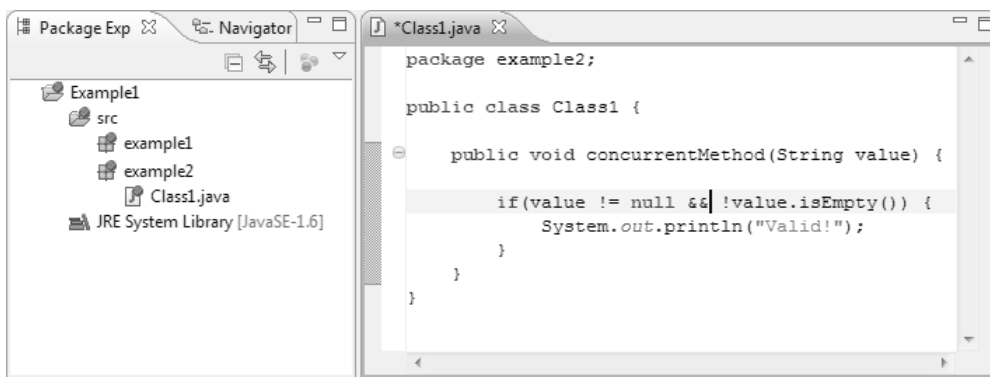 Package Exp
Navigator
Example1
src
example1
example2
Class1.java
JRE System Library [JavaSE-1.6]
*Class1.java
package example2;
public class Class1 {
public void concurrentMethod(String value) {
if(value != null && !value.isEmpty()) {
System.out.println("Valid!");
}
}
}